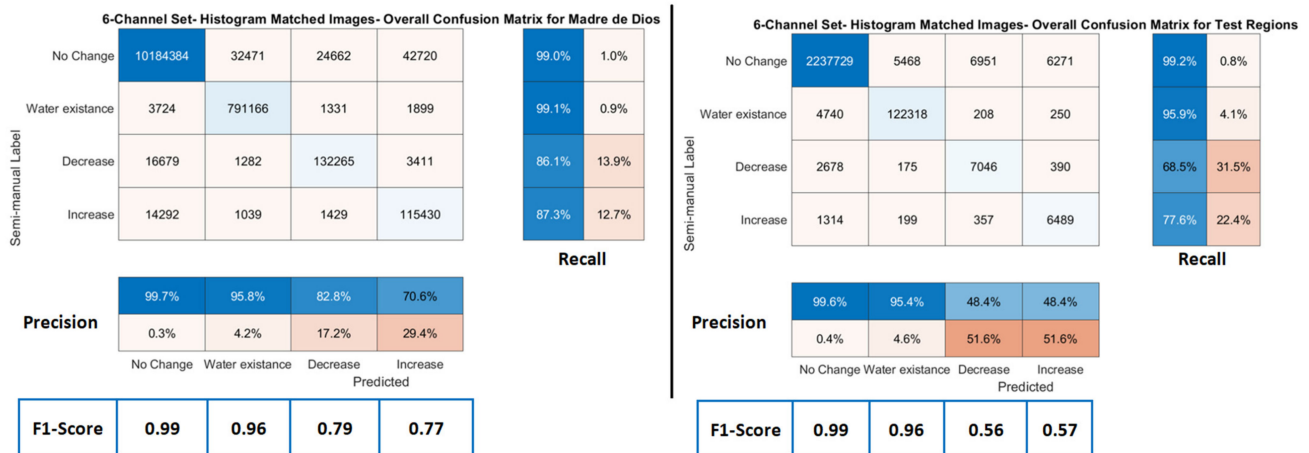 6-Channel Set- Histogram Matched Images- Overall Confusion Matrix for Madre de Dios
Semi-manual Label
No Change 10184384 32471 24662 42720 99.0% 1.0%
Water existance 3724 791166 1331 1899 99.1% 0.9%
Decrease 16679 1282 132265 3411 86.1% 13.9%
Increase 14292 1039 1429 115430 87.3% 12.7%
Recall
Precision
99.7% 95.8% 82.8% 70.6%
0.3% 4.2% 17.2% 29.4%
No Change Water existance Decrease Increase
Predicted
F1-Score 0.99 0.96 0.79 0.77
6-Channel Set- Histogram Matched Images- Overall Confusion Matrix for Test Regions
Semi-manual Label
No Change 2237729 5468 6951 6271 99.2% 0.8%
Water existance 4740 122318 208 250 95.9% 4.1%
Decrease 2678 175 7046 390 68.5% 31.5%
Increase 1314 199 357 6489 77.6% 22.4%
Recall
Precision
99.6% 95.4% 48.4% 48.4%
0.4% 4.6% 51.6% 51.6%
No Change Water existance Decrease Increase
Predicted
F1-Score 0.99 0.96 0.56 0.57